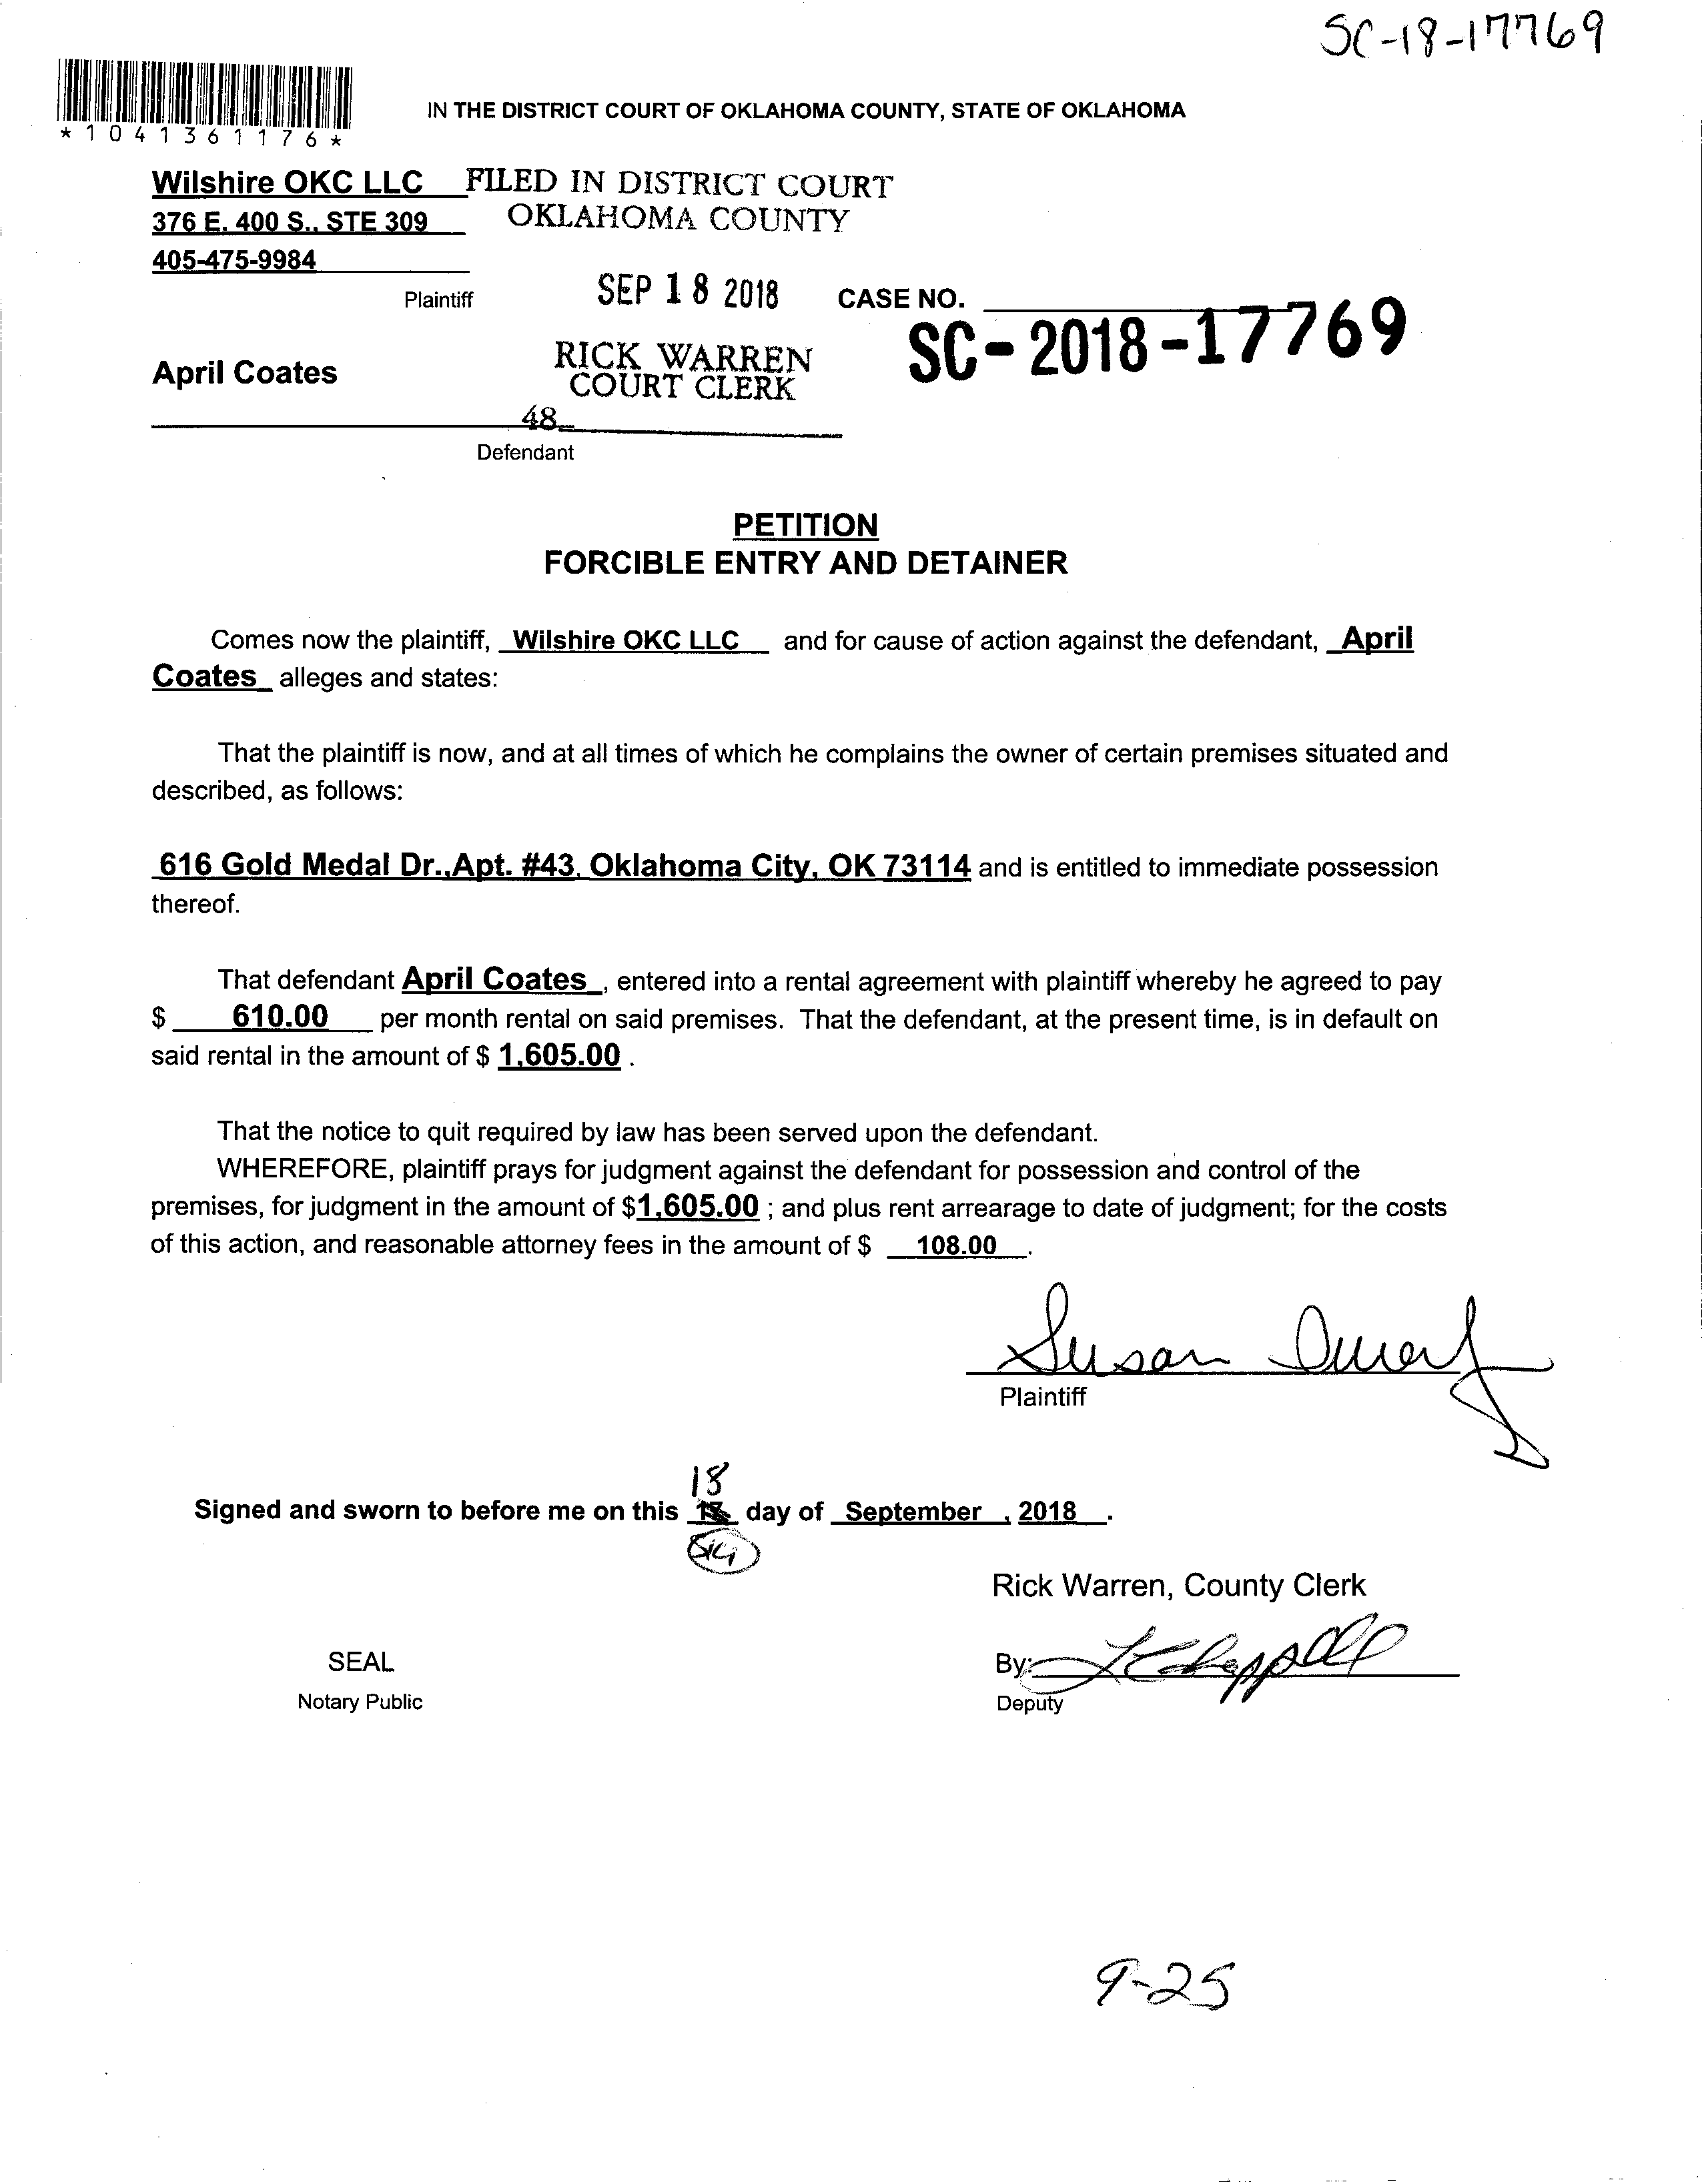 SC-18-17769
*1041361176*
IN THE DISTRICT COURT OF OKLAHOMA COUNTY, STATE OF OKLAHOMA
Wilshire OKC LLC FILED IN DISTRICT COURT
376 E. 400 S., STE 309 OKLAHOMA COUNTY
405-475-9984
Plaintiff SEP 18 2018 CASE NO.
SC-2018-17769
April Coates RICK WARREN
COURT CLERK
48
Defendant
PETITION
FORCIBLE ENTRY AND DETAINER
Comes now the plaintiff, Wilshire OKC LLC and for cause of action against the defendant, April
Coates alleges and states:
That the plaintiff is now, and at all times of which he complains the owner of certain premises situated and
described, as follows:
616 Gold Medal Dr.,Apt. #43, Oklahoma City, OK 73114 and is entitled to immediate possession
thereof.
That defendant April Coates , entered into a rental agreement with plaintiff whereby he agreed to pay
$ 610.00 per month rental on said premises. That the defendant, at the present time, is in default on
said rental in the amount of $ 1,605.00 .
That the notice to quit required by law has been served upon the defendant.
WHEREFORE, plaintiff prays for judgment against the defendant for possession and control of the
premises, for judgment in the amount of $1,605.00 ; and plus rent arrearage to date of judgment; for the costs
of this action, and reasonable attorney fees in the amount of $ 108.00 .
Susan
Plaintiff
18
Signed and sworn to before me on this day of September , 2018 .
Rick Warren, County Clerk
SEAL
By:
Notary Public
Deputy
9-25